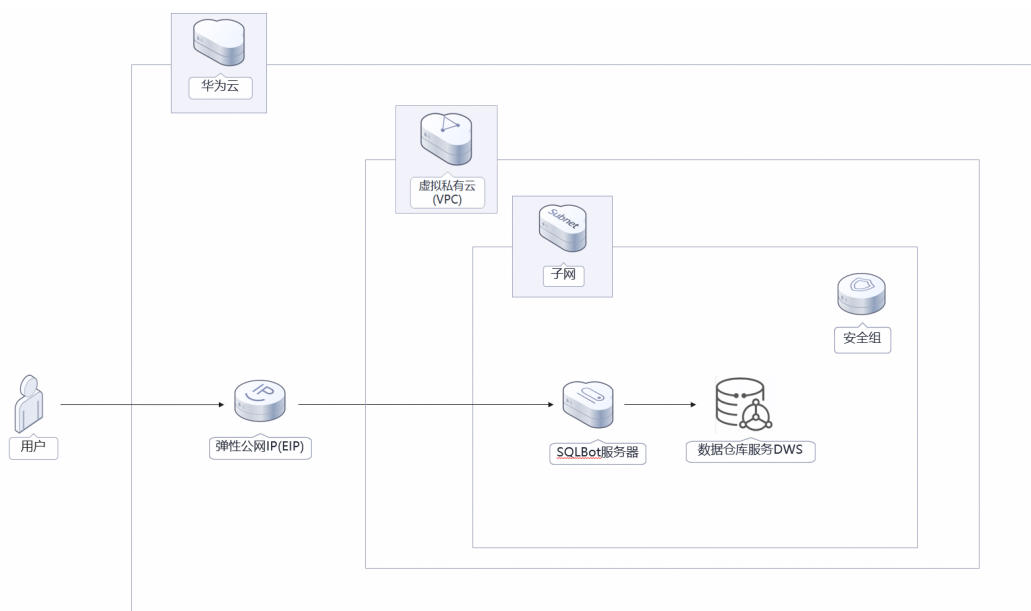 华为云
虚拟私有云
(VPC)
Subnet
子网
安全组
IP
用户
弹性公网IP(EIP)
SQLBot服务器
数据仓库服务DWS